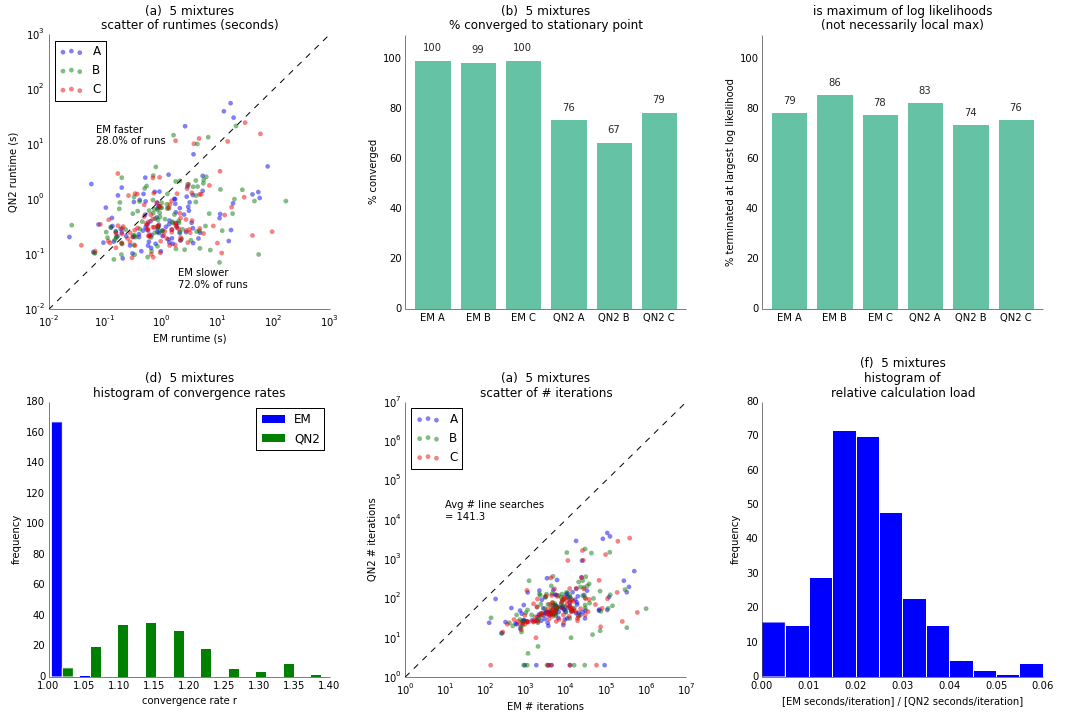 (a)  5 mixtures
scatter of runtimes (seconds)
10^3
10^2
10^1
10^0
10^-1
10^-2
QN2 runtime (s)
A
B
C
EM faster
28.0% of runs
EM slower
72.0% of runs
10^-2 10^-1 10^0 10^1 10^2 10^3
EM runtime (s)
(b)  5 mixtures
% converged to stationary point
100
80
60
40
20
0
% converged
100 99 100 76 67 79
EM A EM B EM C QN2 A QN2 B QN2 C
is maximum of log likelihoods
(not necessarily local max)
100
80
60
40
20
0
% terminated at largest log likelihood
79 86 78 83 74 76
EM A EM B EM C QN2 A QN2 B QN2 C
(d)  5 mixtures
histogram of convergence rates
180
160
140
120
100
80
60
40
20
0
frequency
EM
QN2
1.00 1.05 1.10 1.15 1.20 1.25 1.30 1.35 1.40
convergence rate r
(a)  5 mixtures
scatter of # iterations
10^7
10^6
10^5
10^4
10^3
10^2
10^1
10^0
QN2 # iterations
A
B
C
Avg # line searches
= 141.3
10^0 10^1 10^2 10^3 10^4 10^5 10^6 10^7
EM # iterations
(f)  5 mixtures
histogram of
relative calculation load
80
70
60
50
40
30
20
10
0
frequency
0.00 0.01 0.02 0.03 0.04 0.05 0.06
[EM seconds/iteration] / [QN2 seconds/iteration]